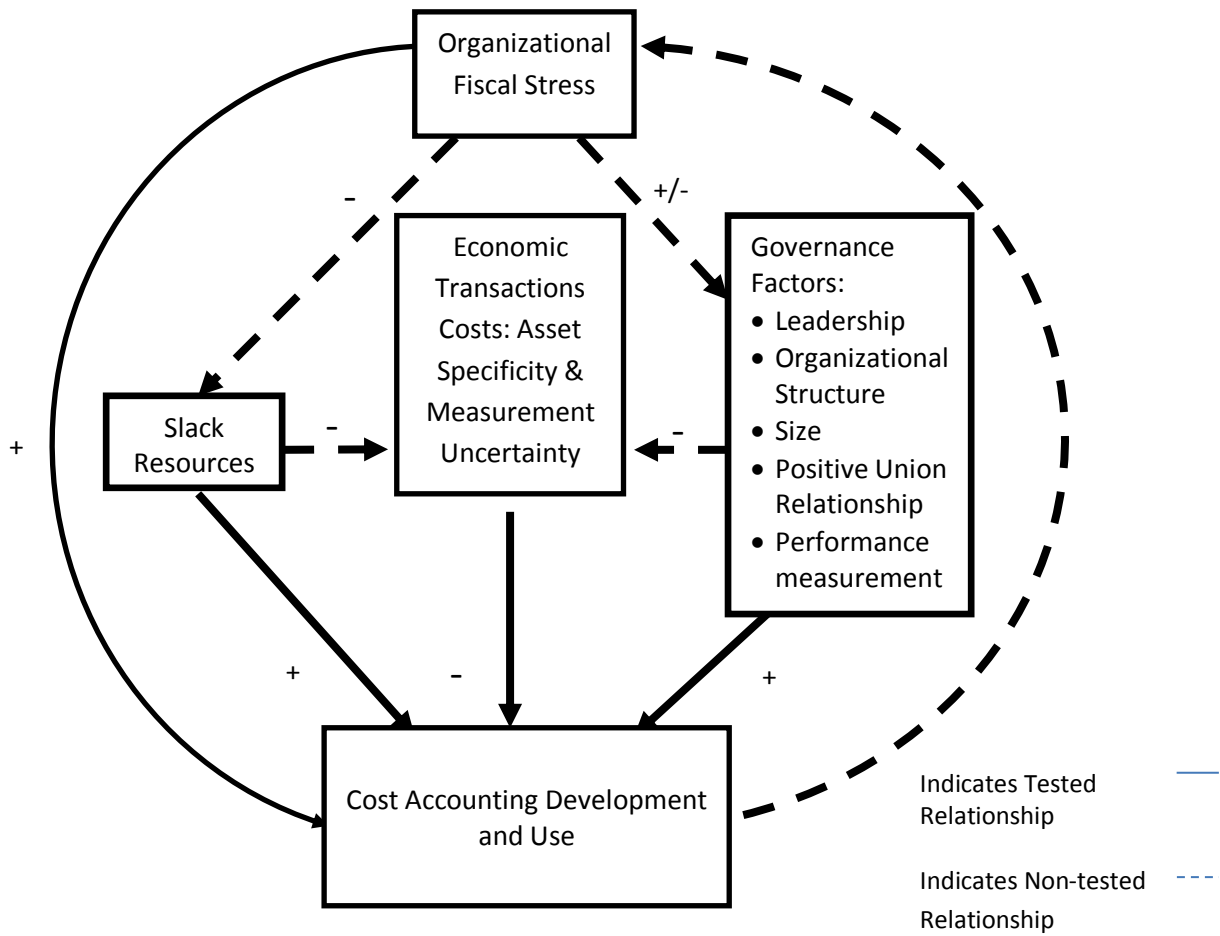 Organizational
Fiscal Stress
-
+/-
Economic
Transactions
Costs: Asset
Specificity &
Measurement
Uncertainty
Governance
Factors:
• Leadership
• Organizational
Structure
• Size
• Positive Union
Relationship
• Performance
measurement
Slack
Resources
-
-
+
+
-
+
Cost Accounting Development
and Use
Indicates Tested
Relationship
Indicates Non-tested
Relationship